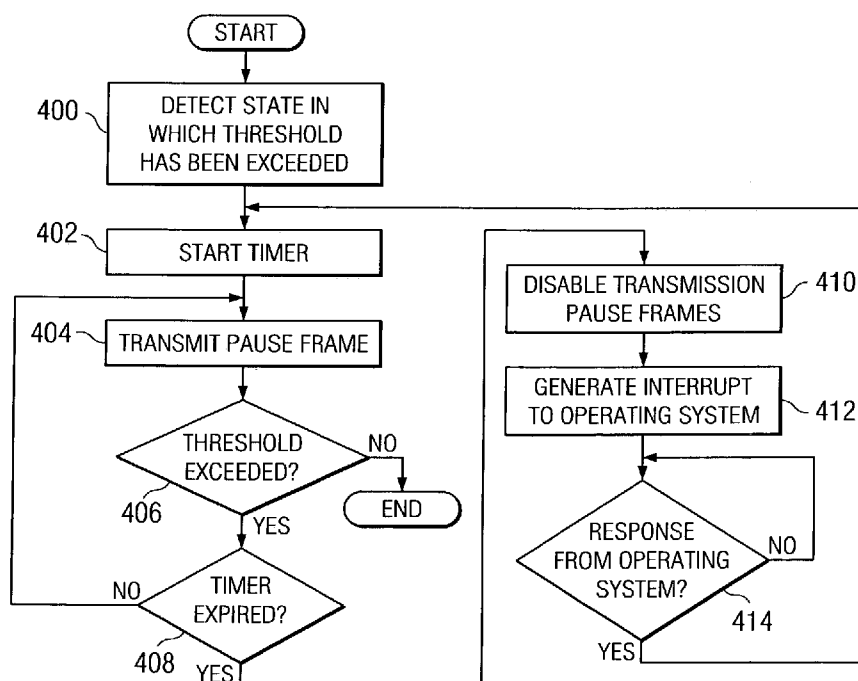 START
400
DETECT STATE IN
WHICH THRESHOLD
HAS BEEN EXCEEDED
402
START TIMER
404
TRANSMIT PAUSE FRAME
THRESHOLD
EXCEEDED?
NO
406
YES
END
TIMER
EXPIRED?
NO
408
YES
DISABLE TRANSMISSION
PAUSE FRAMES
410
GENERATE INTERRUPT
TO OPERATING SYSTEM
412
RESPONSE
FROM OPERATING
SYSTEM?
NO
414
YES